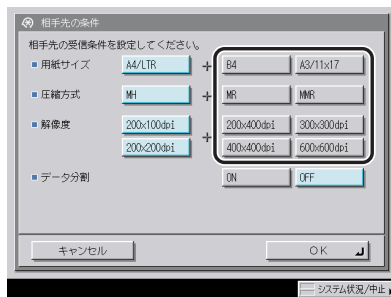 相手先の条件
相手先の受信条件を設定してください。
■ 用紙サイズ A4/LTR + B4 A3/11x17
■ 圧縮方式 MH + MR MMR
■ 解像度 200x100dpi + 200x400dpi 300x300dpi
200x200dpi 400x400dpi 600x600dpi
■ データ分割 ON OFF
キャンセル OK
システム状況/中止